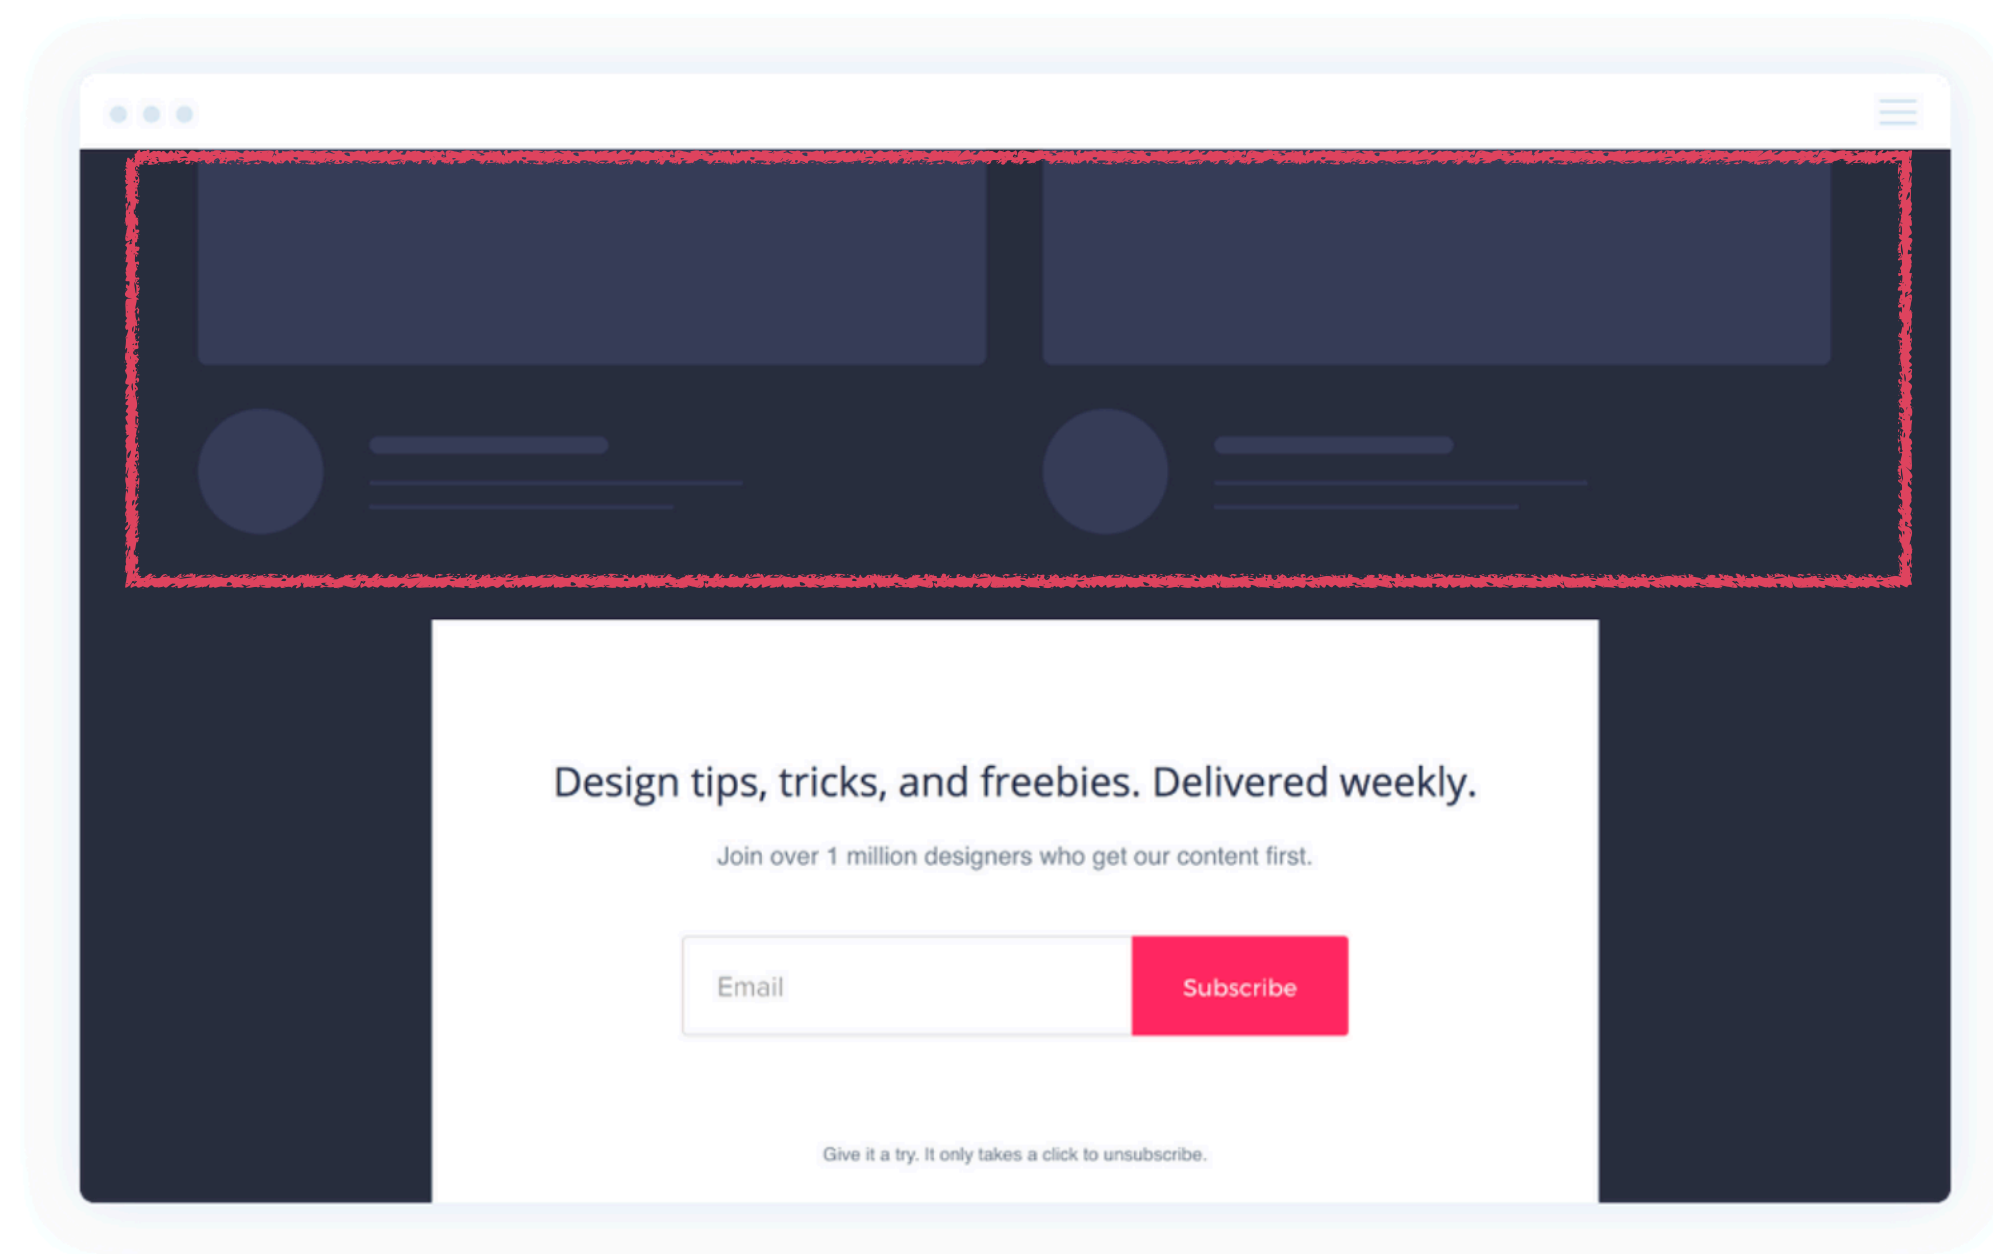 Design tips, tricks, and freebies. Delivered weekly.
Join over 1 million designers who get our content first.
Email
Subscribe
Give it a try. It only takes a click to unsubscribe.